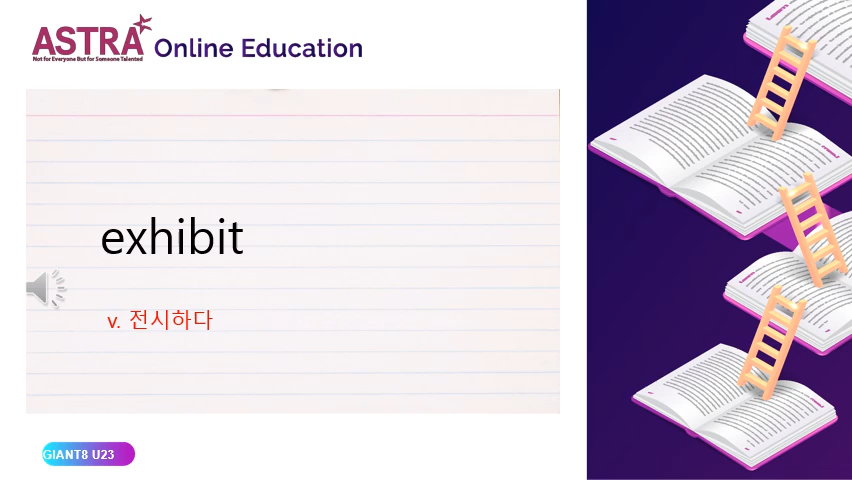 ASTRA
Not for Everyone But for Someone Talented
Online Education
exhibit
v. 전시하다
GIANT8 U23